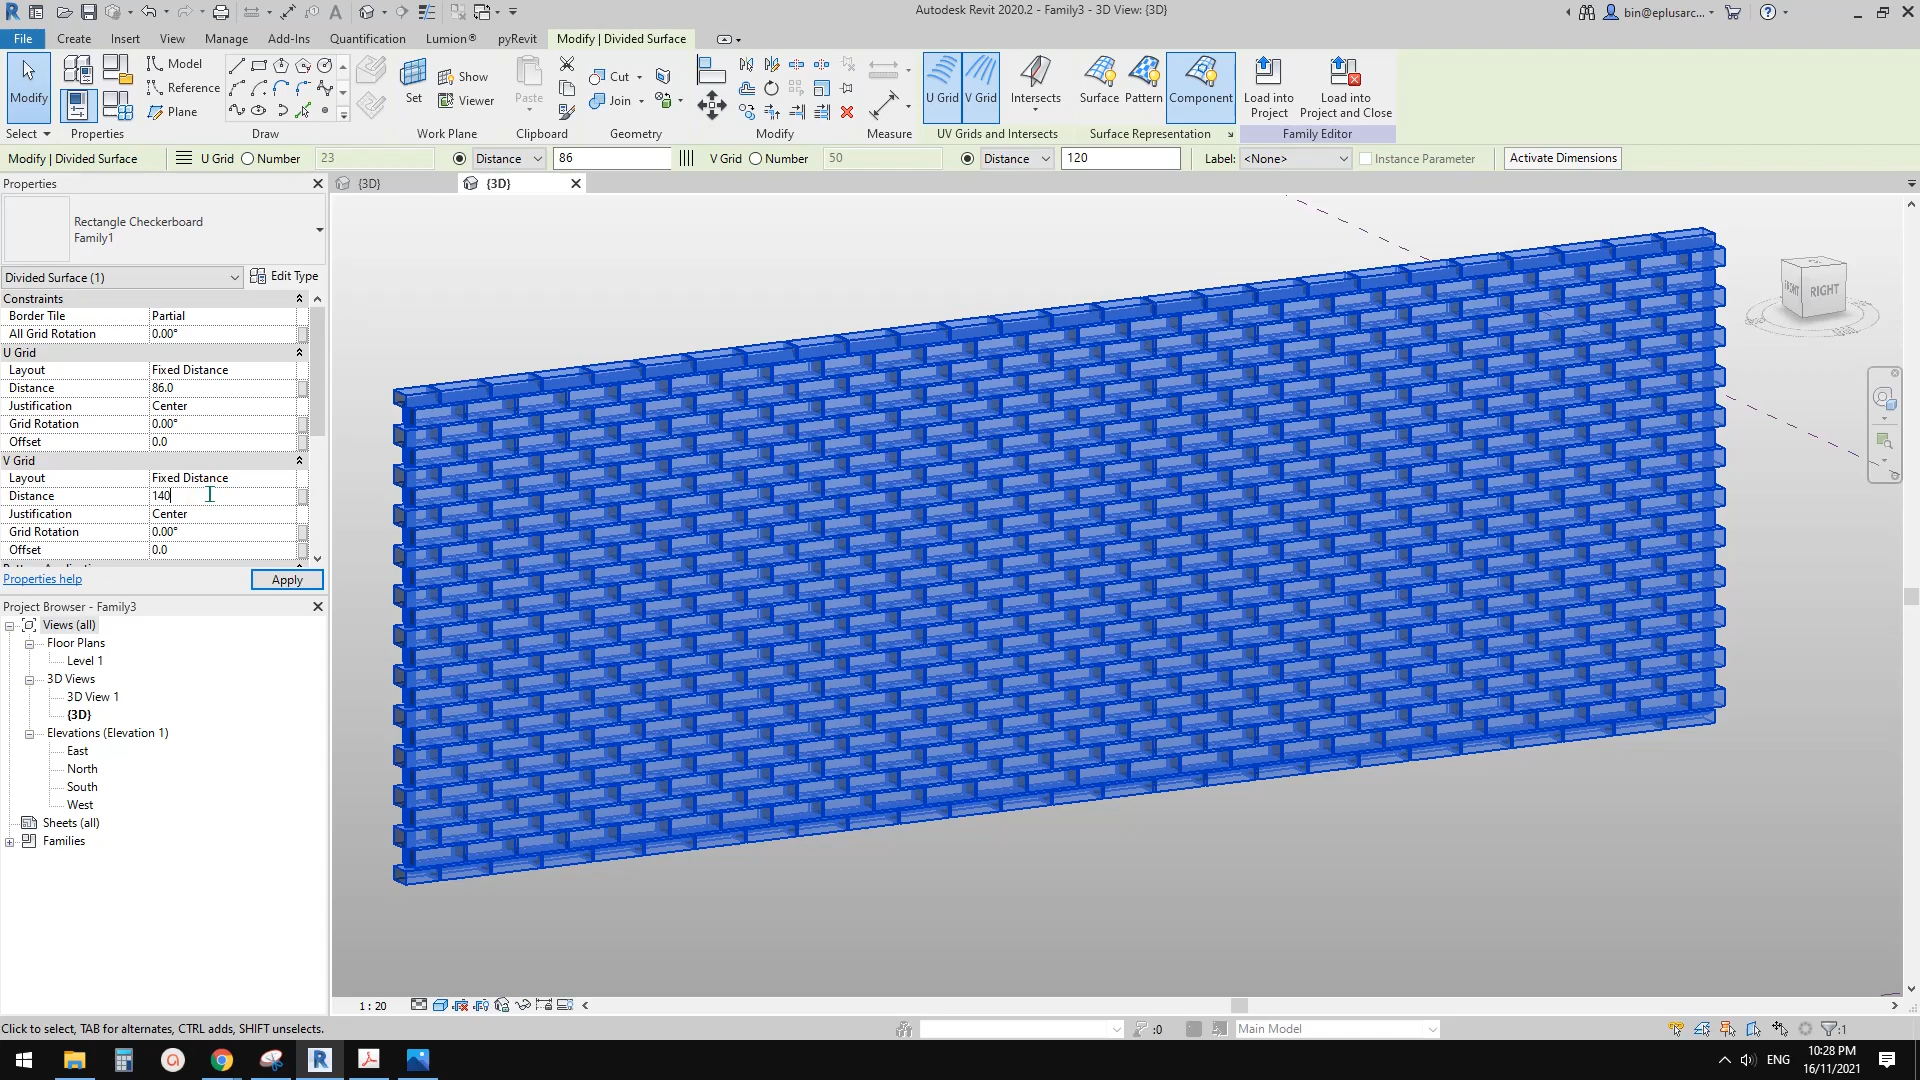 Autodesk Revit 2020.2 - Family3 - 3D View: {3D}
bin@eplusarc...
File Create Insert View Manage Add-Ins Quantification Lumion® pyRevit Modify | Divided Surface
Modify
Select
Properties
Model
Reference
Plane
Draw
Set
Show
Viewer
Work Plane
Paste
Clipboard
Cut
Join
Geometry
Modify
Measure
U Grid V Grid Intersects
UV Grids and Intersects
Surface Pattern Component
Surface Representation
Load into
Project
Load into
Project and Close
Family Editor
Modify | Divided Surface U Grid Number 23 Distance 86 V Grid Number 50 Distance 120 Label: <None> Instance Parameter Activate Dimensions
Properties
{3D} {3D}
Rectangle Checkerboard
Family1
Divided Surface (1) Edit Type
Constraints
Border Tile Partial
All Grid Rotation 0.00°
U Grid
Layout Fixed Distance
Distance 86.0
Justification Center
Grid Rotation 0.00°
Offset 0.0
V Grid
Layout Fixed Distance
Distance 140
Justification Center
Grid Rotation 0.00°
Offset 0.0
Properties help Apply
Project Browser - Family3
Views (all)
Floor Plans
Level 1
3D Views
3D View 1
{3D}
Elevations (Elevation 1)
East
North
South
West
Sheets (all)
Families
FRONT RIGHT
1 : 20
Click to select, TAB for alternates, CTRL adds, SHIFT unselects.
:0 Main Model :1
ENG
10:28 PM
16/11/2021